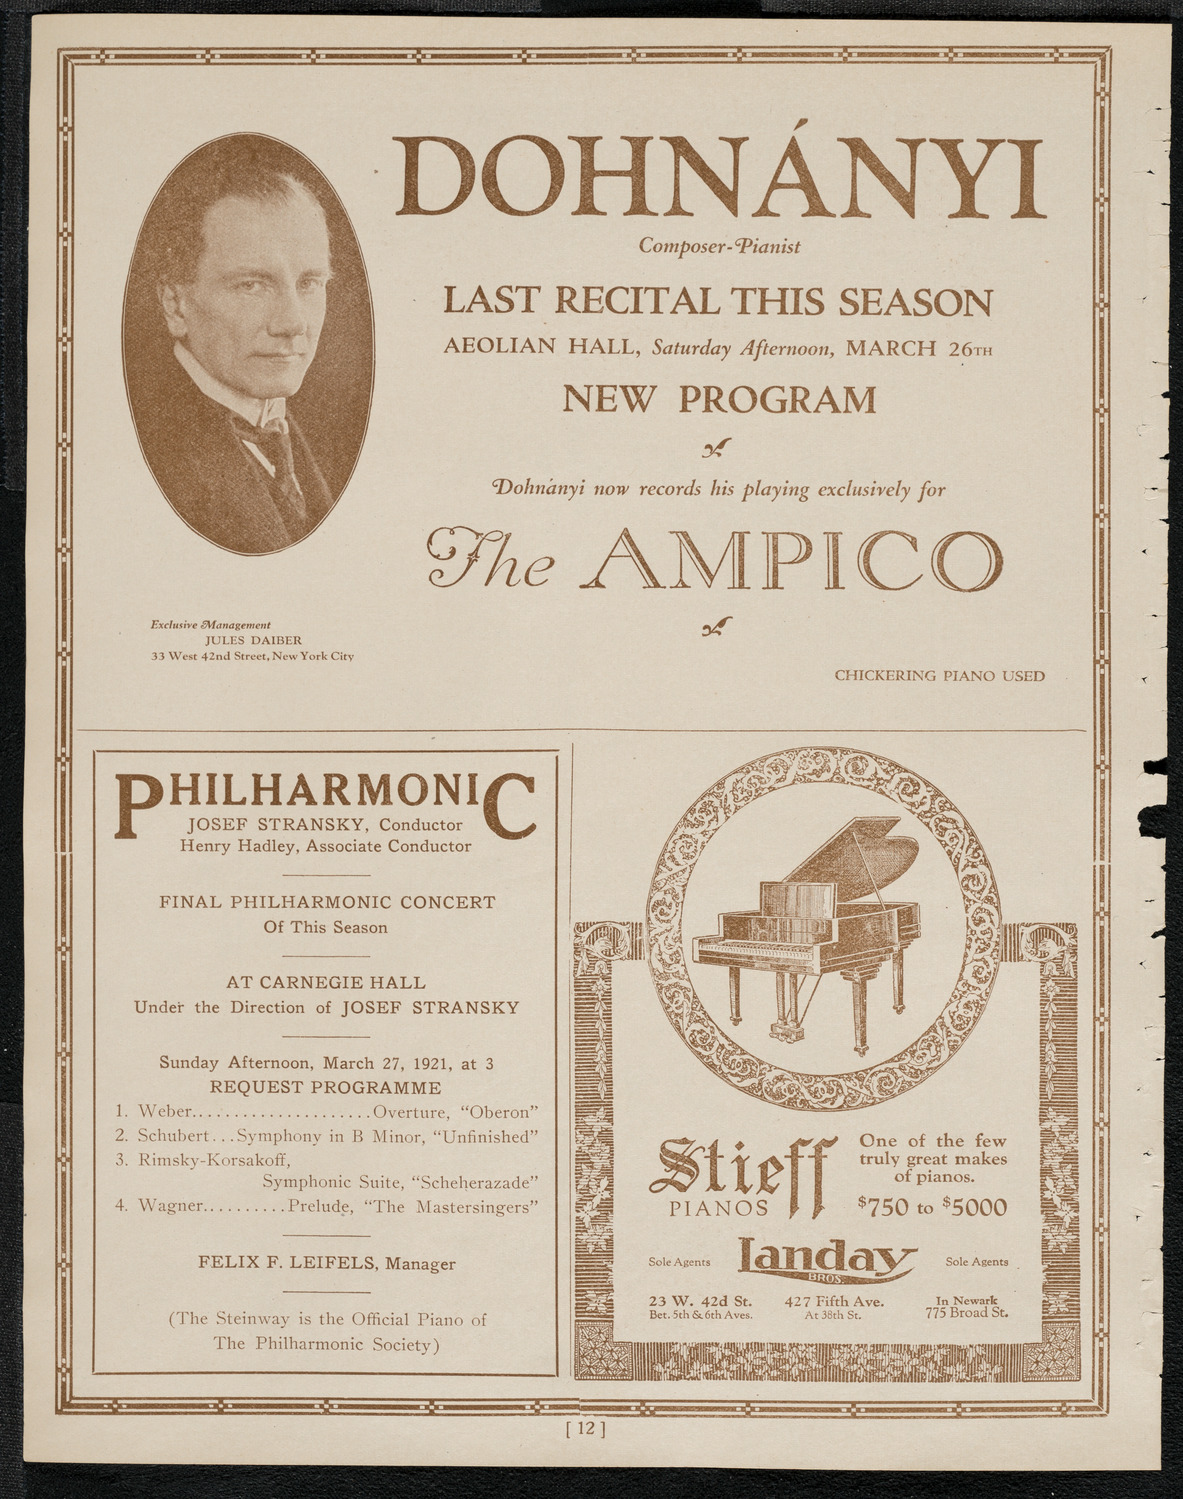 DOHNÁNYI
Composer-Pianist
LAST RECITAL THIS SEASON
AEOLIAN HALL, Saturday Afternoon, MARCH 26TH
NEW PROGRAM
Dohnányi now records his playing exclusively for
The AMPICO
Exclusive Management
JULES DAIBER
33 West 42nd Street, New York City
CHICKERING PIANO USED
PHILHARMONIC
JOSEF STRANSKY, Conductor
Henry Hadley, Associate Conductor
FINAL PHILHARMONIC CONCERT
Of This Season
AT CARNEGIE HALL
Under the Direction of JOSEF STRANSKY
Sunday Afternoon, March 27, 1921, at 3
REQUEST PROGRAMME
1. Weber.....................Overture, "Oberon"
2. Schubert...Symphony in B Minor, "Unfinished"
3. Rimsky-Korsakoff,
Symphonic Suite, "Scheherazade"
4. Wagner..........Prelude, "The Mastersingers"
FELIX F. LEIFELS, Manager
(The Steinway is the Official Piano of
The Philharmonic Society)
Stieff
PIANOS
One of the few
truly great makes
of pianos.
$750 to $5000
Sole Agents Landay Sole Agents
BROS
23 W. 42d St. 427 Fifth Ave. In Newark
Bet. 5th & 6th Aves. At 38th St. 775 Broad St.
[ 12 ]